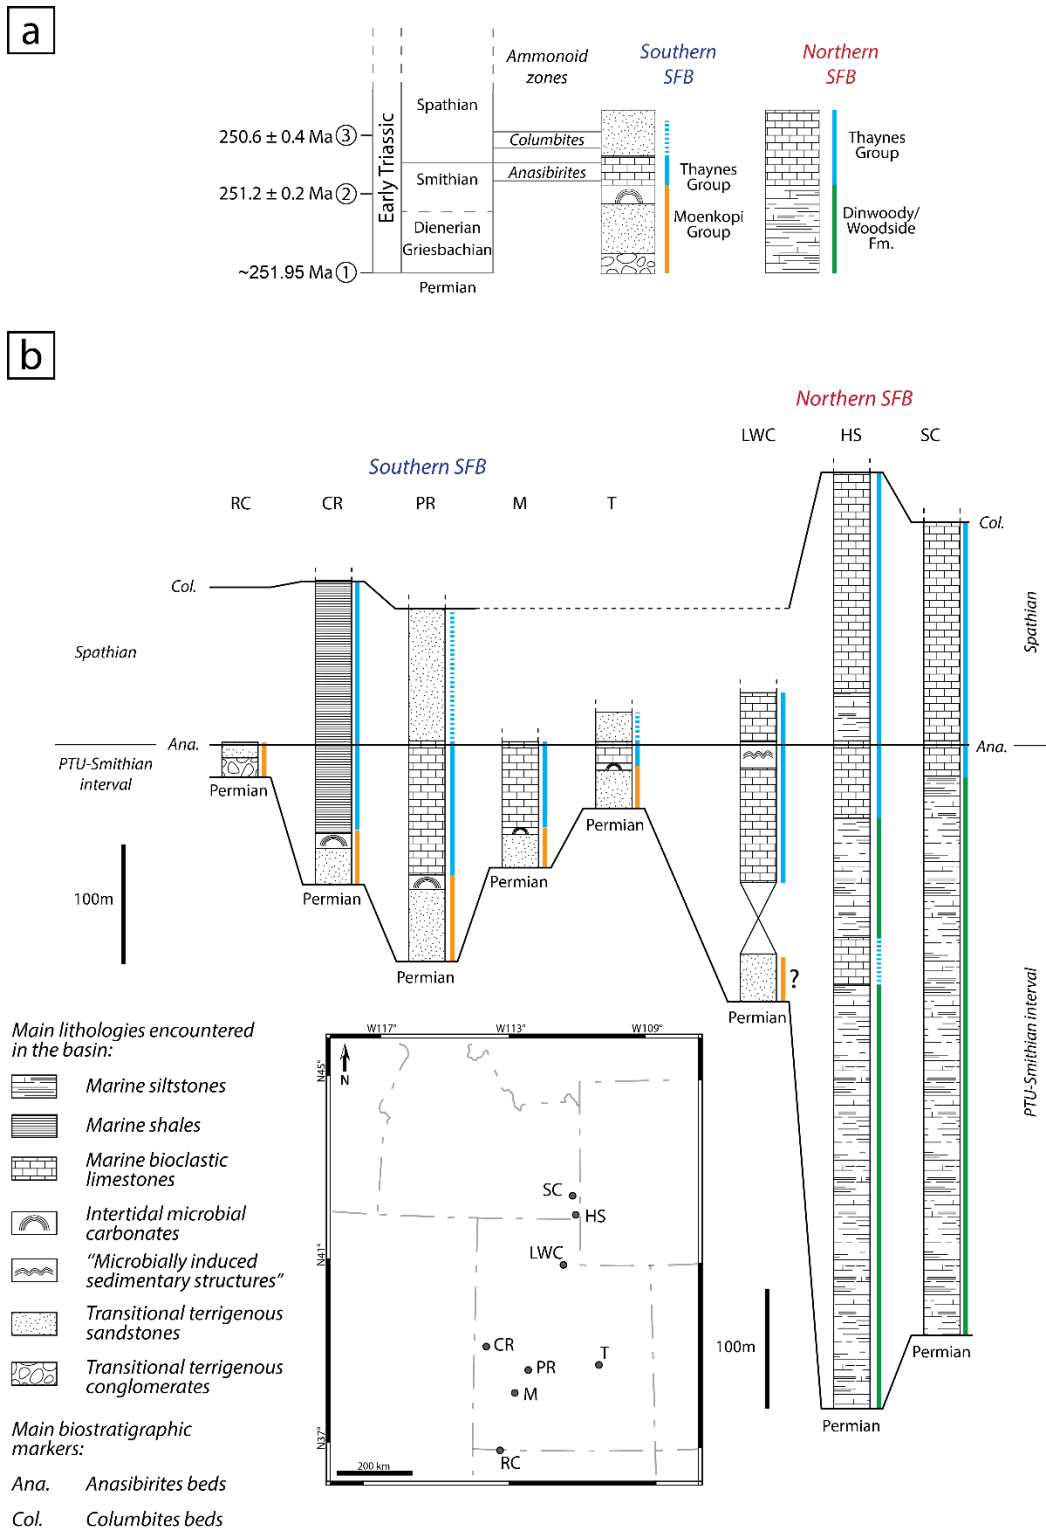 a
Ammonoid
zones
Southern
SFB
Northern
SFB
Early Triassic
Spathian
Smithian
Dienerian
Griesbachian
Permian
250.6 ± 0.4 Ma 3
251.2 ± 0.2 Ma 2
~251.95 Ma 1
Columbites
Anasibirites
Thaynes
Group
Moenkopi
Group
Thaynes
Group
Dinwoody/
Woodside
Fm.
b
Northern SFB
LWC HS SC
Southern SFB
RC CR PR M T
Col.
Col.
Spathian
Spathian
Ana.
Ana.
PTU-Smithian
interval
PTU-Smithian interval
Permian
Permian
Permian
Permian
Permian
Permian
Permian
Permian
?
100m
100m
Main lithologies encountered
in the basin:
Marine siltstones
Marine shales
Marine bioclastic
limestones
Intertidal microbial
carbonates
"Microbially induced
sedimentary structures"
Transitional terrigenous
sandstones
Transitional terrigenous
conglomerates
Main biostratigraphic
markers:
Ana. Anasibirites beds
Col. Columbites beds
W117° W113° W109°
N45°
N41°
N37°
N
SC
HS
LWC
CR
PR
T
M
RC
200 km